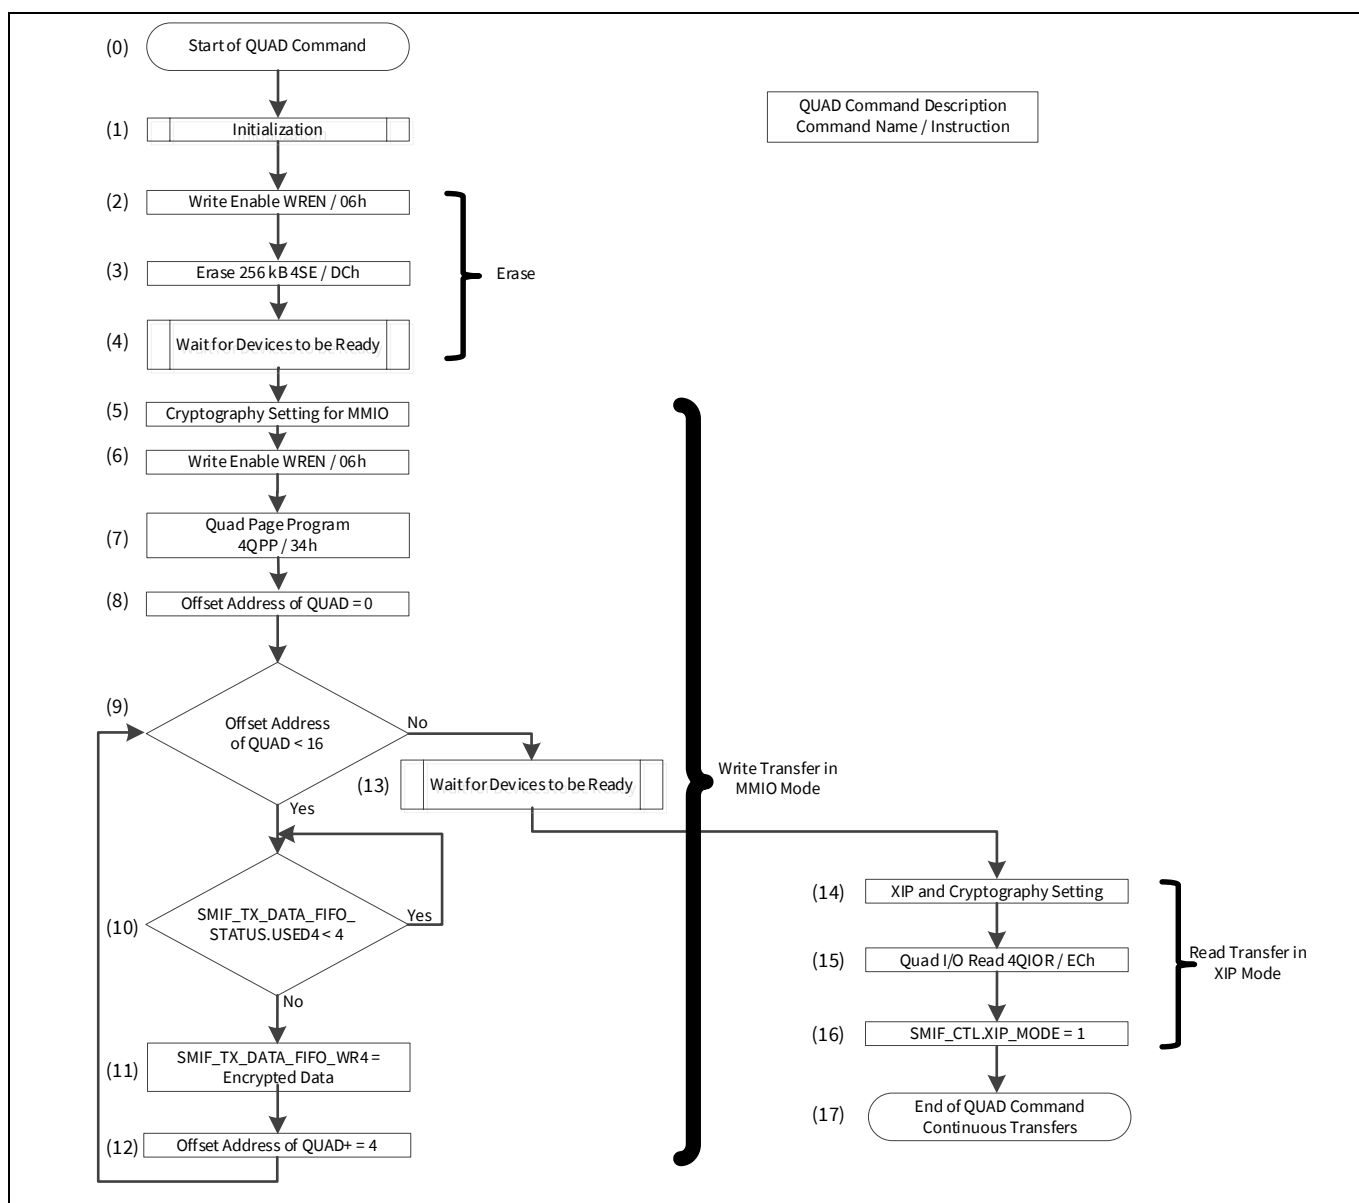 (0)
Start of QUAD Command
QUAD Command Description
Command Name / Instruction
(1)
Initialization
(2)
Write Enable WREN / 06h
(3)
Erase 256 kB 4SE / DCh
Erase
(4)
Wait for Devices to be Ready
(5)
Cryptography Setting for MMIO
(6)
Write Enable WREN / 06h
(7)
Quad Page Program
4QPP / 34h
(8)
Offset Address of QUAD = 0
(9)
Offset Address
of QUAD < 16
No
Yes
(13)
Wait for Devices to be Ready
Write Transfer in
MMIO Mode
(10)
SMIF_TX_DATA_FIFO_
STATUS.USED4 < 4
Yes
No
(11)
SMIF_TX_DATA_FIFO_WR4 =
Encrypted Data
(12)
Offset Address of QUAD+ = 4
(14)
XIP and Cryptography Setting
(15)
Quad I/O Read 4QIOR / ECh
Read Transfer in
XIP Mode
(16)
SMIF_CTL.XIP_MODE = 1
(17)
End of QUAD Command
Continuous Transfers